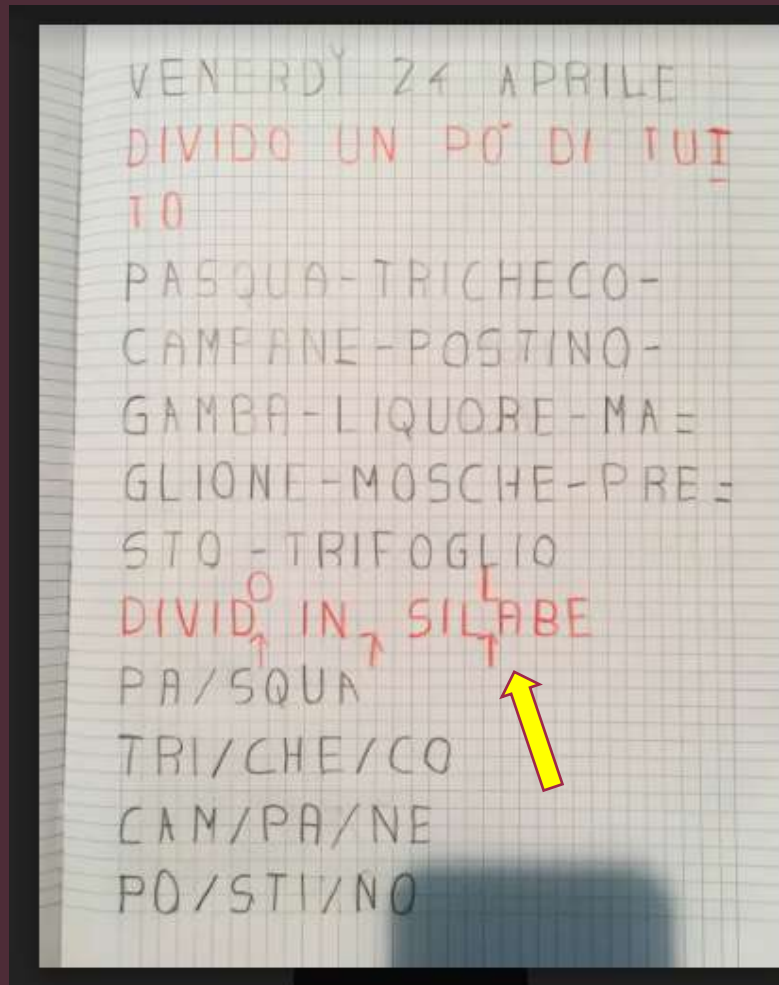 VENERDÌ 24 APRILE
DIVIDO UN PO' DI TUT
TO
PASQUA-TRICHECO-
CAMPANE-POSTINO-
GAMBA-LIQUORE-MA=
GLIONE-MOSCHE-PRE=
STO-TRIFOGLIO
DIVIDO IN SILLABE
PA/SQUA
TRI/CHE/CO
CAM/PA/NE
PO/STI/NO